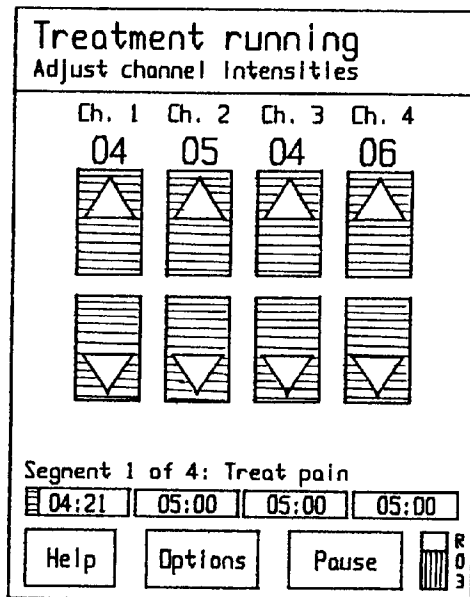 Treatment running
Adjust channel intensities
Ch. 1 Ch. 2 Ch. 3 Ch. 4
04 05 04 06
Segment 1 of 4: Treat pain
04:21 05:00 05:00 05:00
Help Options Pause
R
0
3